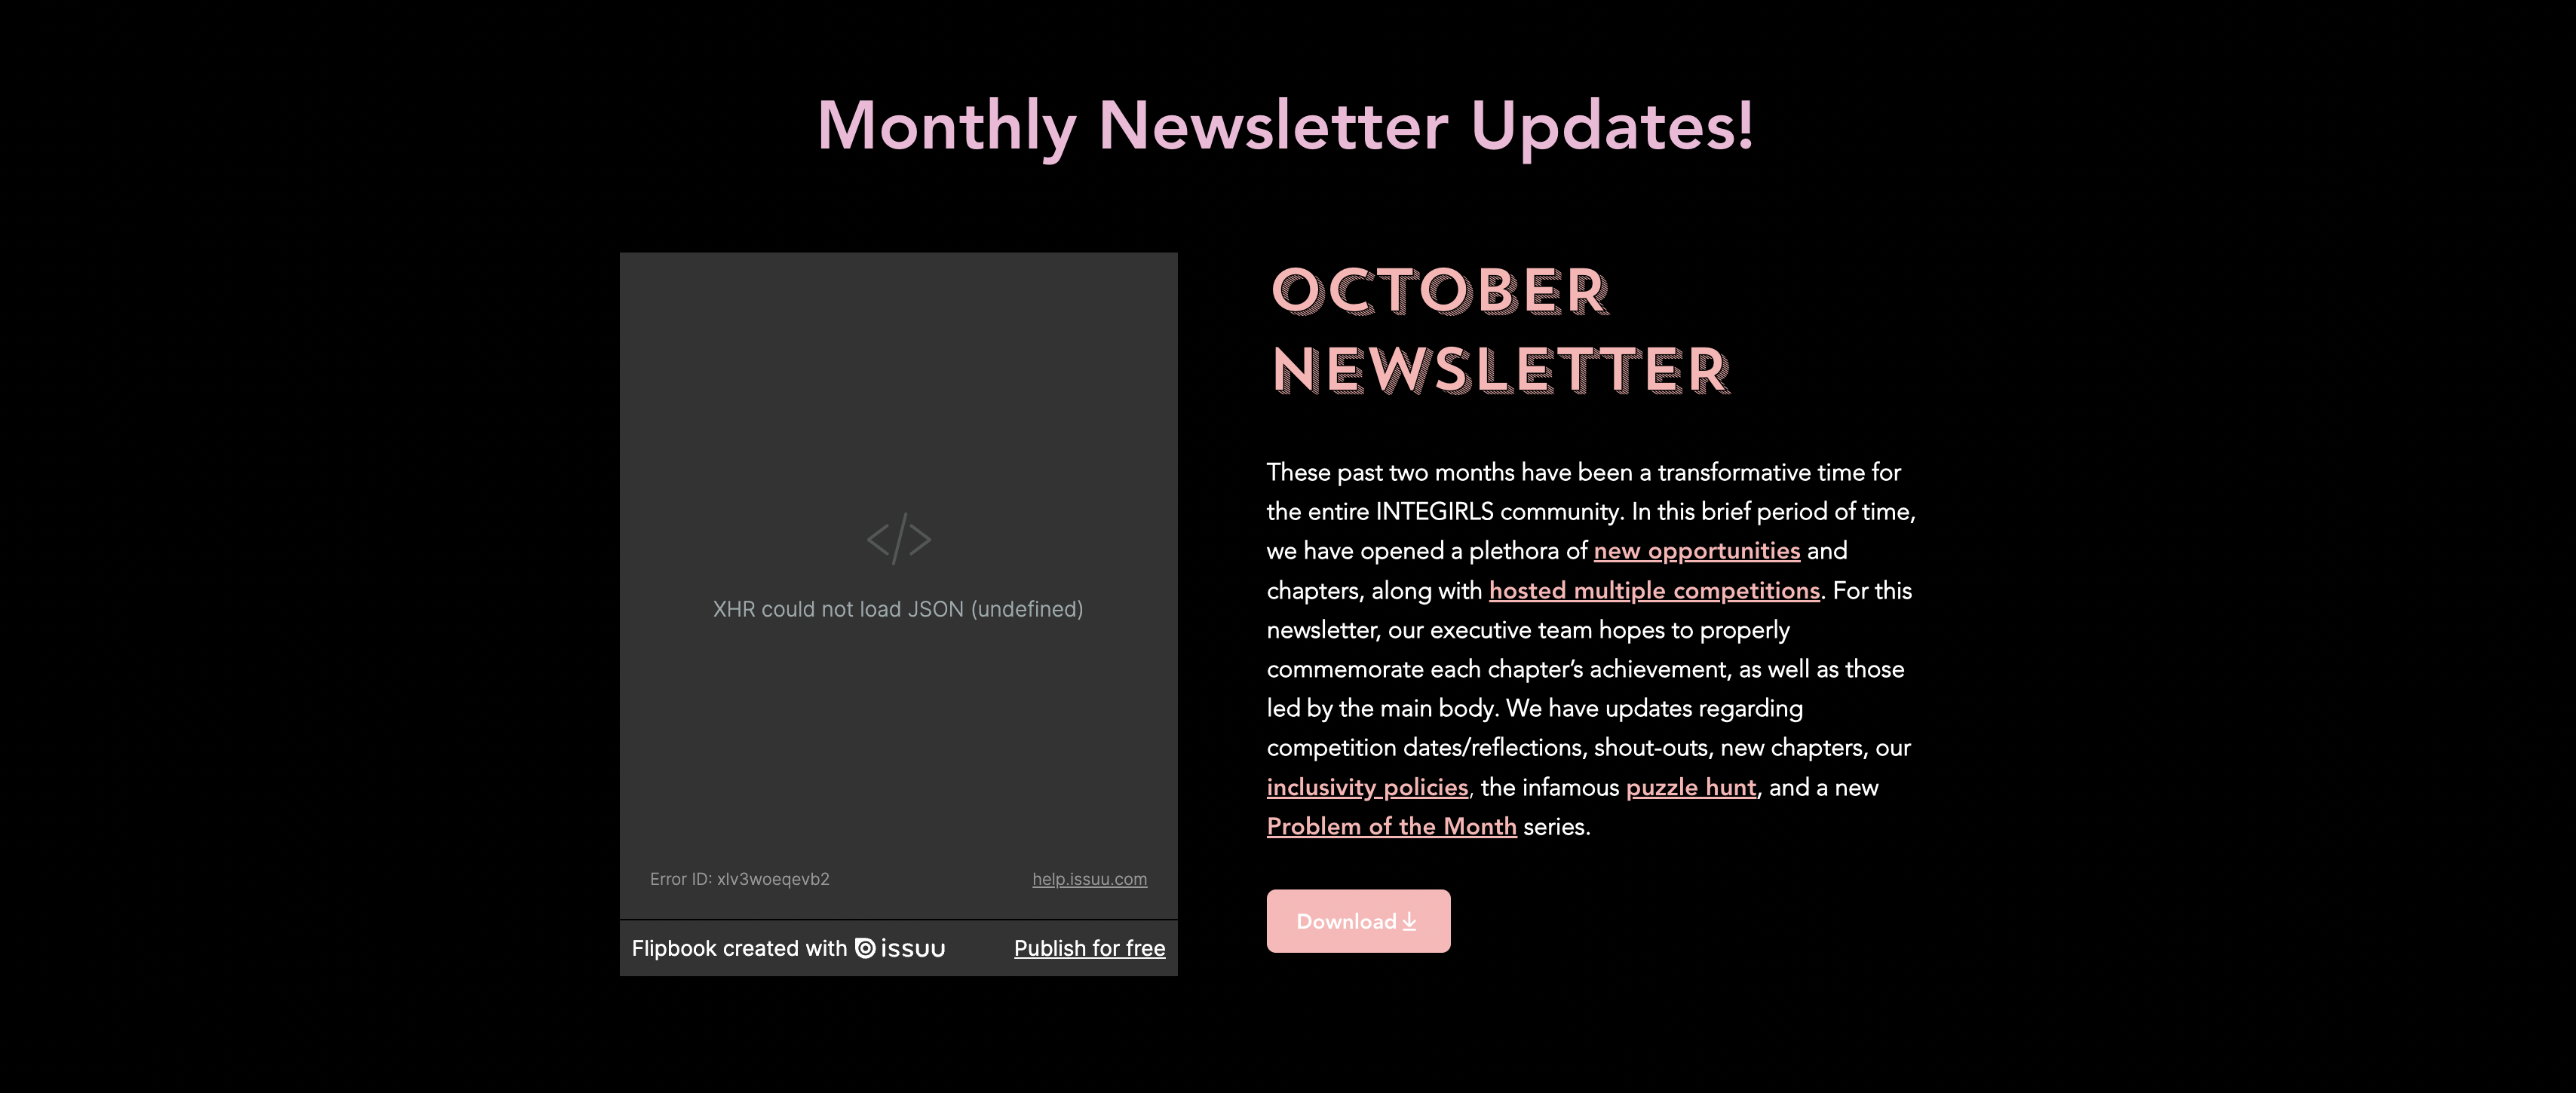 Monthly Newsletter Updates!
XHR could not load JSON (undefined)
Error ID: xlv3woeqevb2
help.issuu.com
Flipbook created with issuu
Publish for free
OCTOBER
NEWSLETTER
These past two months have been a transformative time for
the entire INTEGIRLS community. In this brief period of time,
we have opened a plethora of new opportunities and
chapters, along with hosted multiple competitions. For this
newsletter, our executive team hopes to properly
commemorate each chapter’s achievement, as well as those
led by the main body. We have updates regarding
competition dates/reflections, shout-outs, new chapters, our
inclusivity policies, the infamous puzzle hunt, and a new
Problem of the Month series.
Download